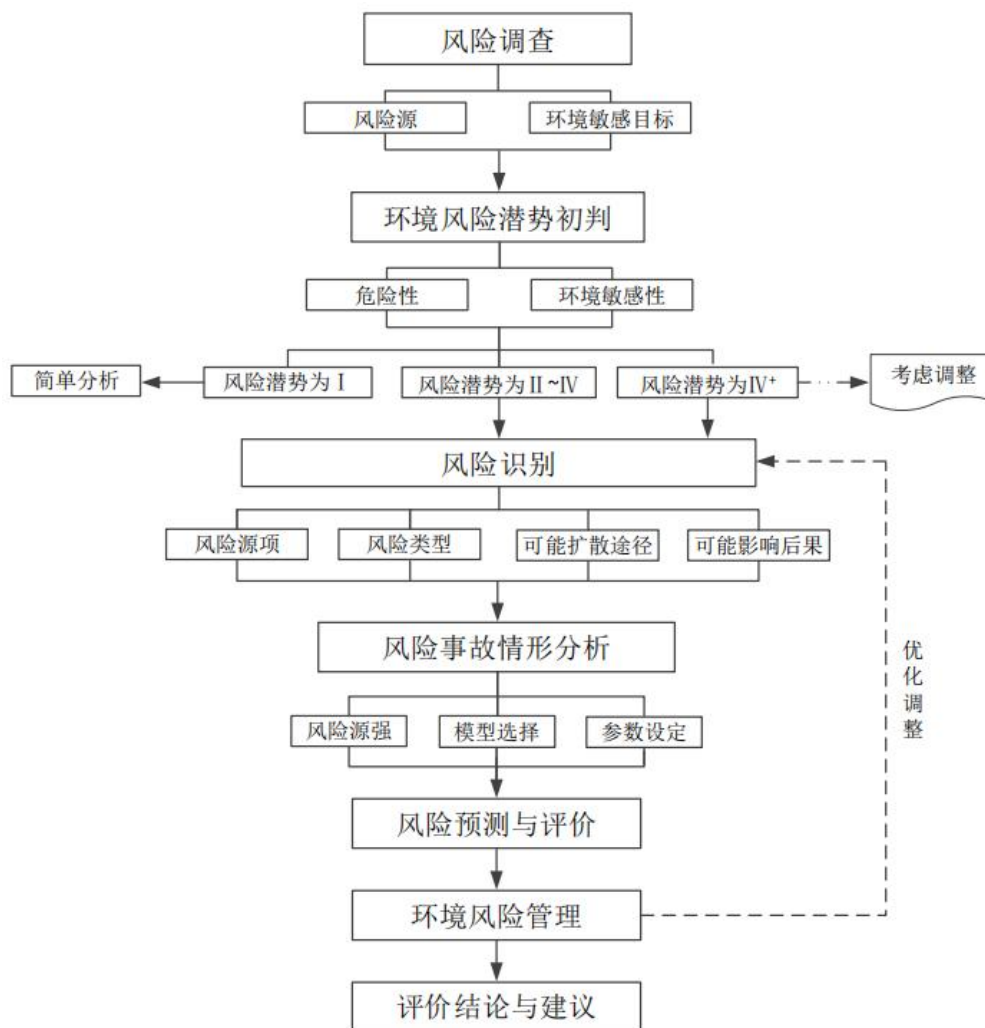 风险调查
风险源
环境敏感目标
环境风险潜势初判
危险性
环境敏感性
简单分析
风险潜势为Ⅰ
风险潜势为Ⅱ~Ⅳ
风险潜势为Ⅳ⁺
考虑调整
风险识别
风险源项
风险类型
可能扩散途径
可能影响后果
风险事故情形分析
优化调整
风险源强
模型选择
参数设定
风险预测与评价
环境风险管理
评价结论与建议